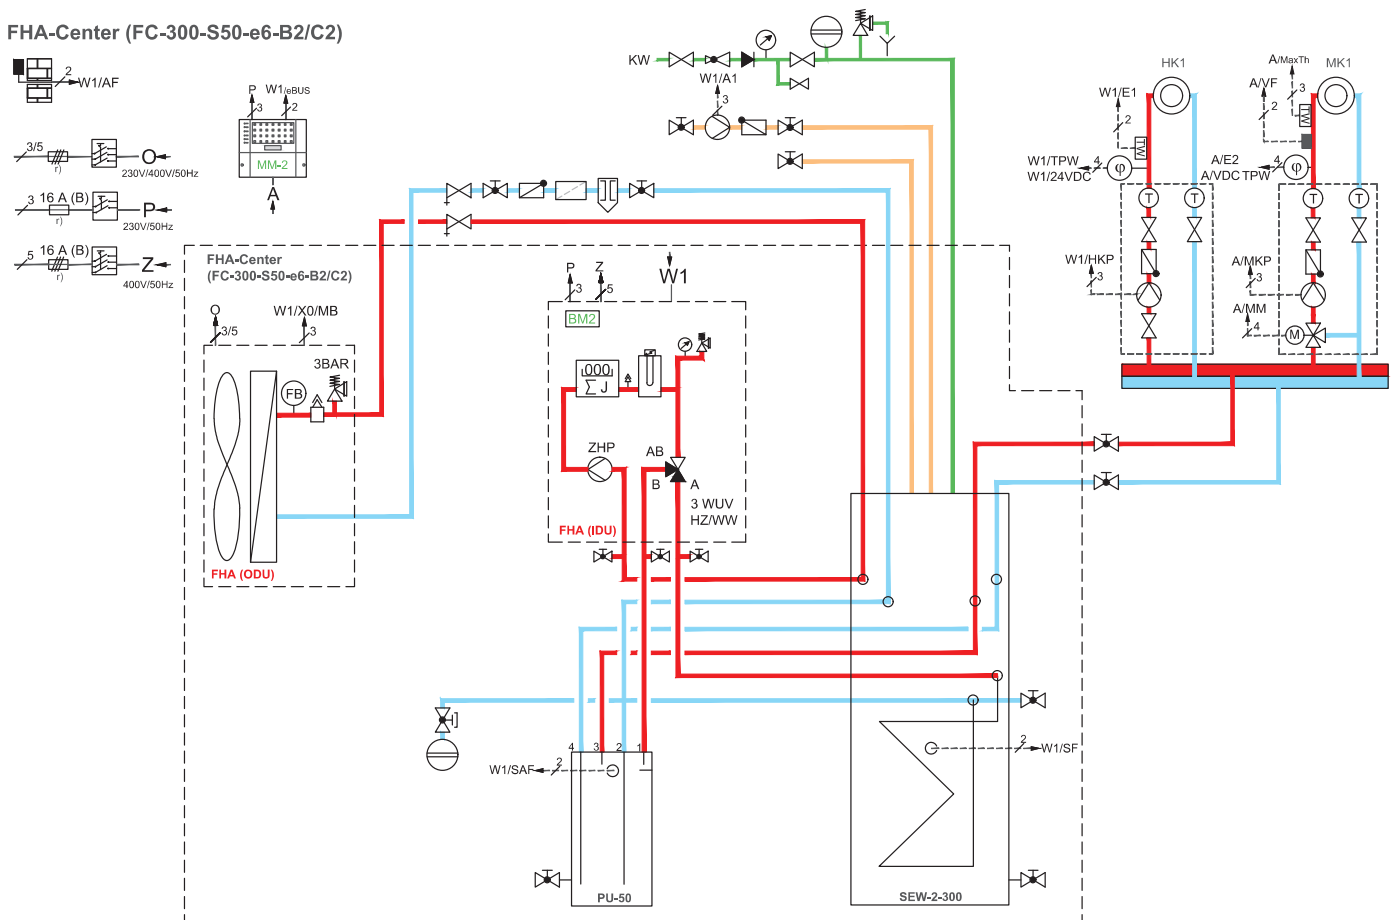 FHA-Center (FC-300-S50-e6-B2/C2)
2
W1/AF
P
W1/eBUS
3
2
MM-2
A
3/5
r)
O
230V/400V/50Hz
3
16 A (B)
r)
P
230V/50Hz
5
16 A (B)
r)
Z
400V/50Hz
KW
W1/A1
3
HK1
MK1
W1/E1
2
A/VF
2
A/MaxTh
3
W1/TPW
W1/24VDC
4
φ
A/E2
A/VDC TPW
4
φ
T
T
T
T
W1/HKP
3
A/MKP
3
A/MM
4
M
FHA-Center
(FC-300-S50-e6-B2/C2)
O
3/5
W1/X0/MB
3
3BAR
FB
FHA (ODU)
P
3
Z
5
W1
BM2
000
ΣJ
ZHP
AB
B
A
3 WUV
HZ/WW
FHA (IDU)
4
3
2
1
W1/SAF
2
PU-50
2
W1/SF
SEW-2-300